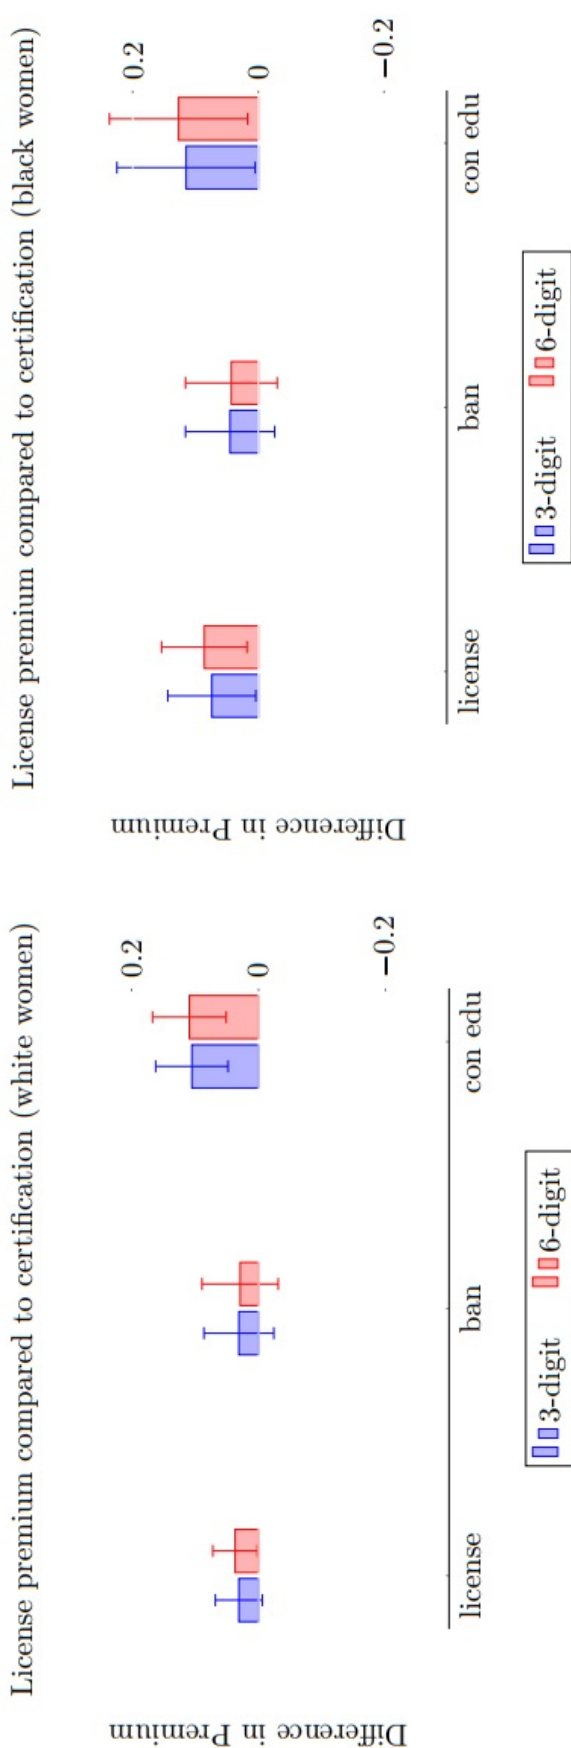 License premium compared to certification (white women)
Difference in Premium
0.2
0
−0.2
license
ban
con edu
3-digit
6-digit
License premium compared to certification (black women)
Difference in Premium
0.2
0
−0.2
license
ban
con edu
3-digit
6-digit